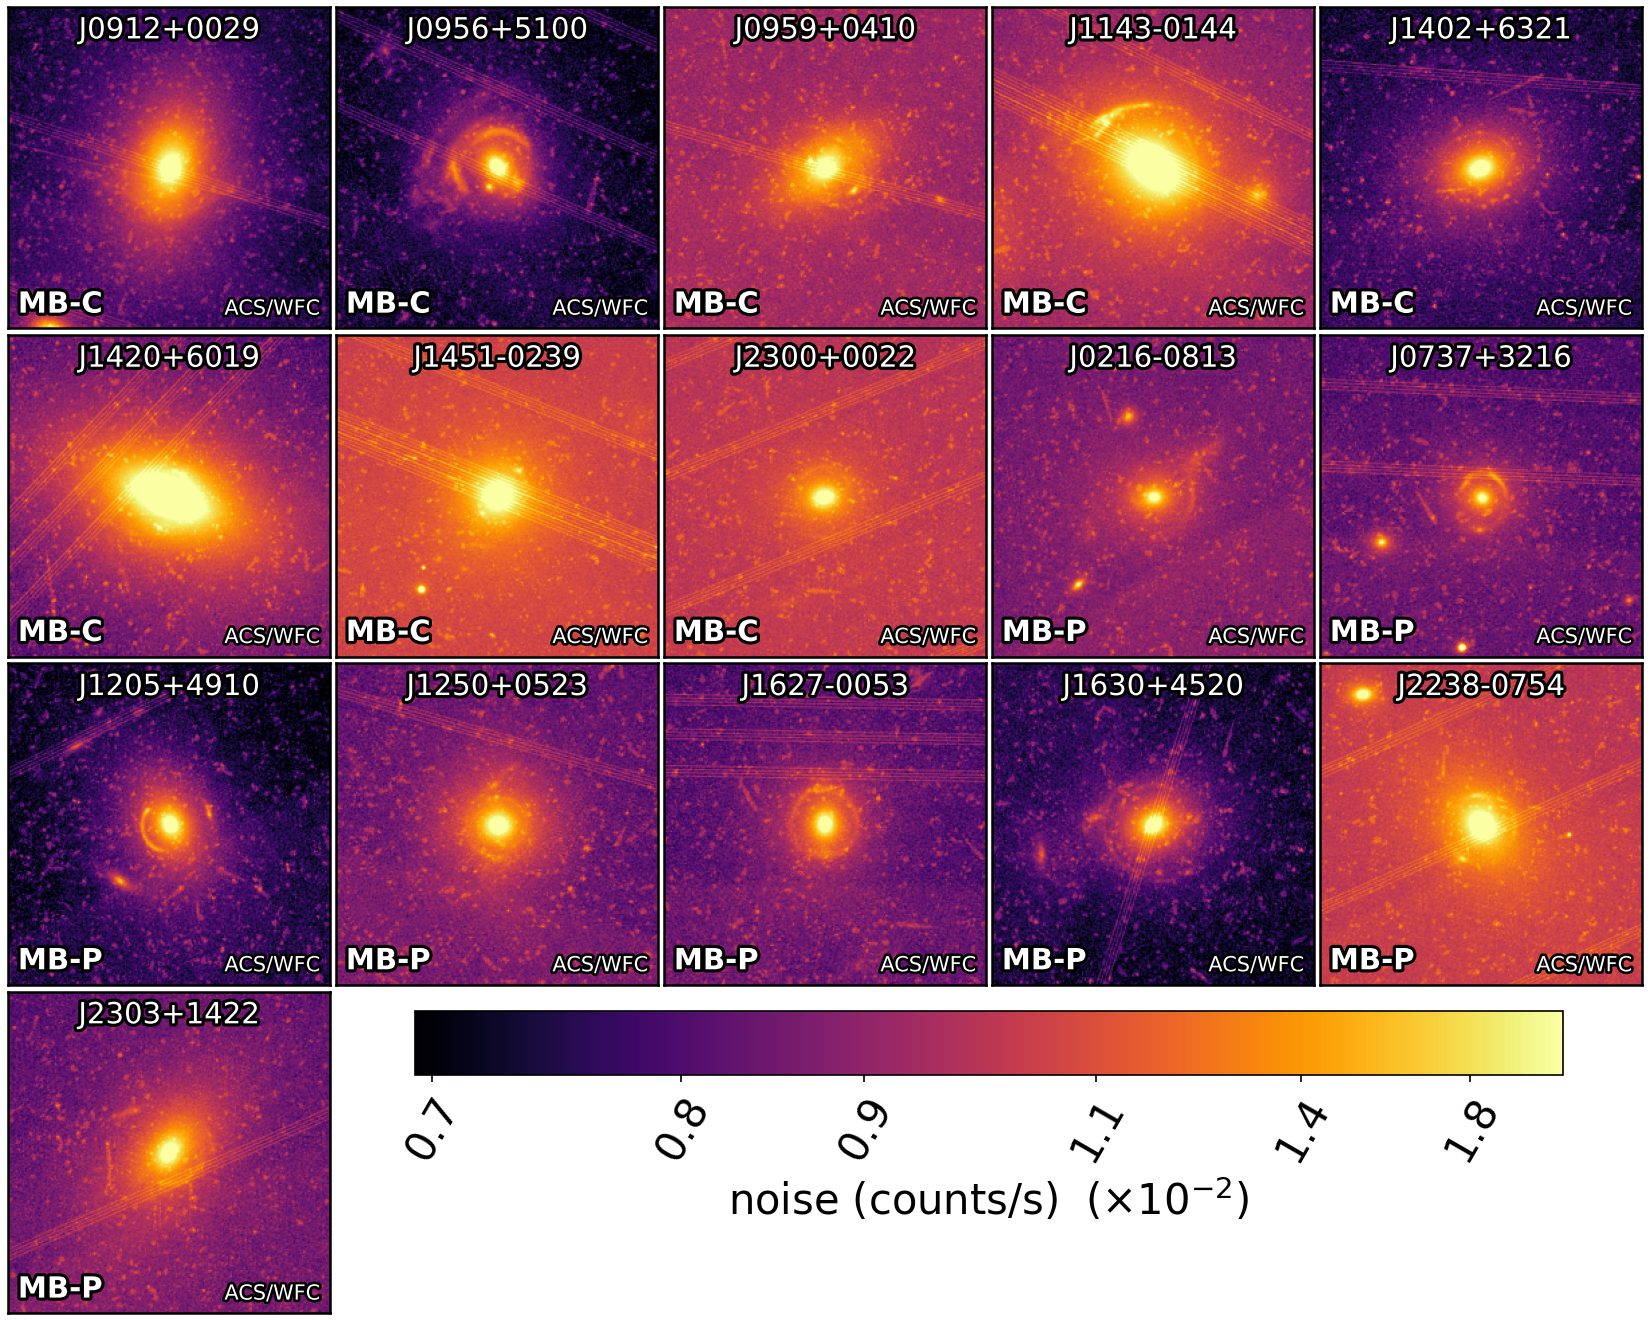 J0912+0029
MB-C
ACS/WFC
J0956+5100
MB-C
ACS/WFC
J0959+0410
MB-C
ACS/WFC
J1143-0144
MB-C
ACS/WFC
J1402+6321
MB-C
ACS/WFC
J1420+6019
MB-C
ACS/WFC
J1451-0239
MB-C
ACS/WFC
J2300+0022
MB-C
ACS/WFC
J0216-0813
MB-P
ACS/WFC
J0737+3216
MB-P
ACS/WFC
J1205+4910
MB-P
ACS/WFC
J1250+0523
MB-P
ACS/WFC
J1627-0053
MB-P
ACS/WFC
J1630+4520
MB-P
ACS/WFC
J2238-0754
MB-P
ACS/WFC
J2303+1422
MB-P
ACS/WFC
0.7 0.8 0.9 1.1 1.4 1.8
noise (counts/s) (×10⁻²)